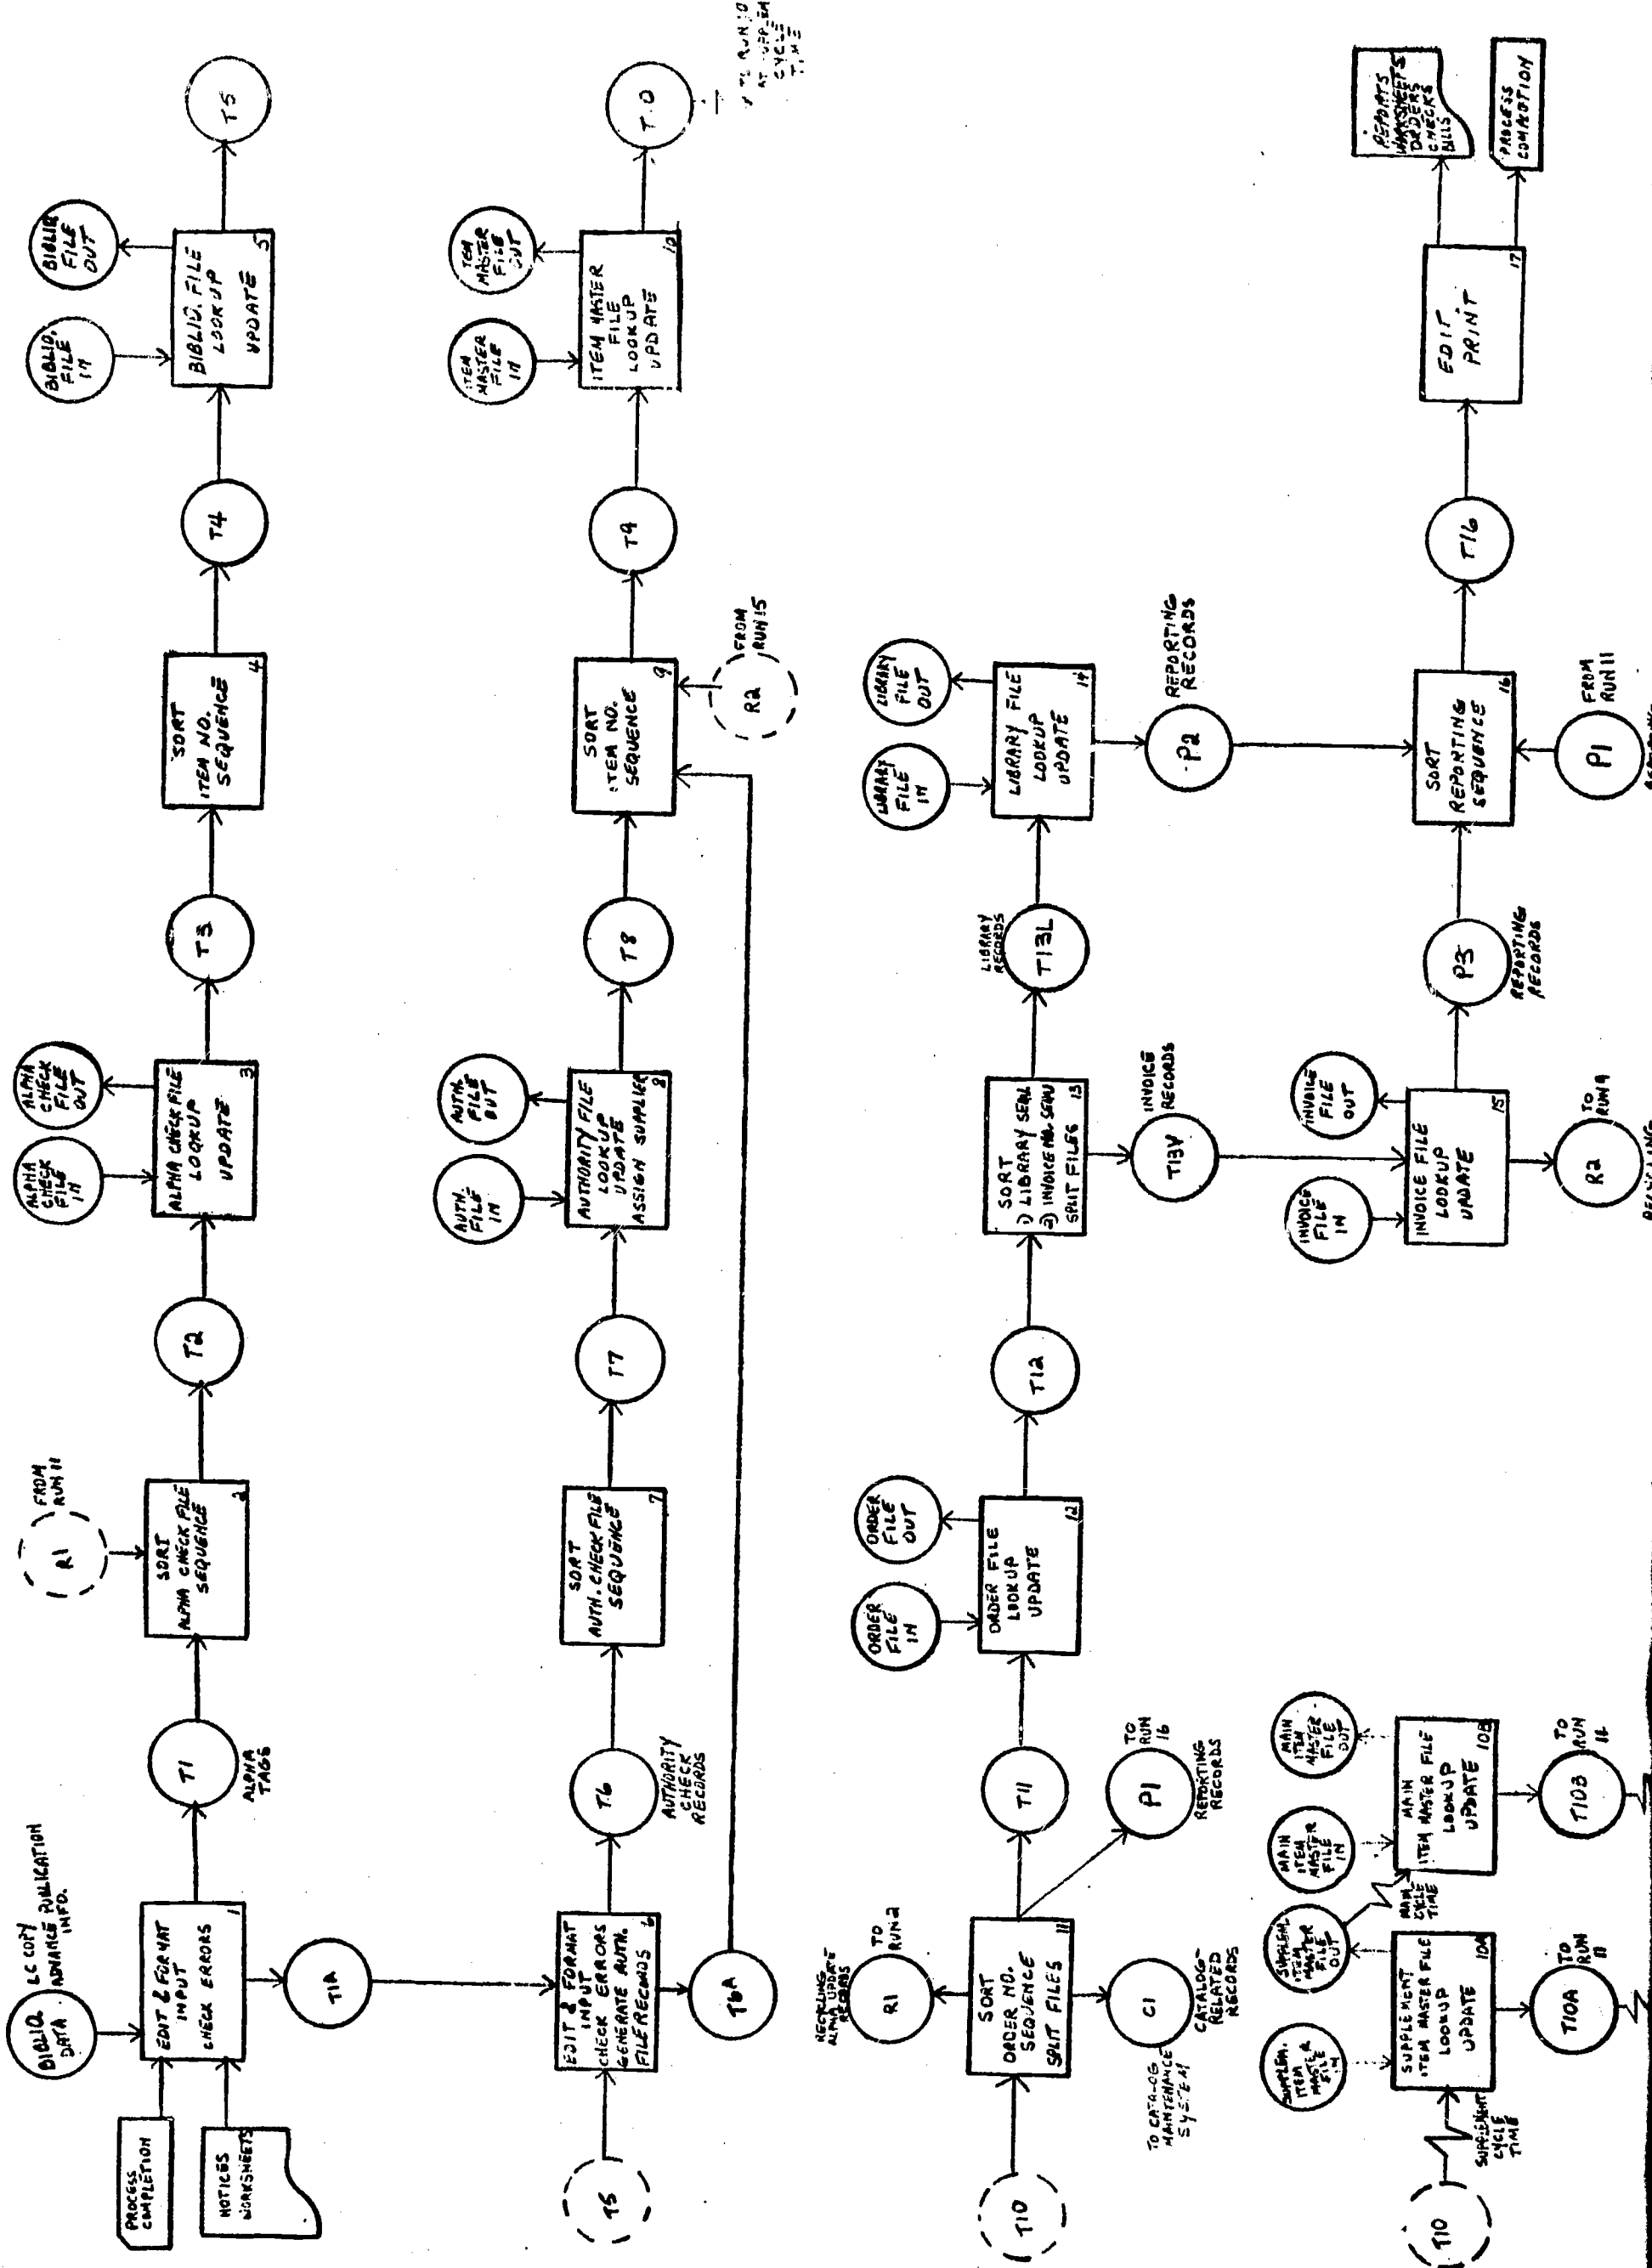 PROCESS
COMPLETION
NOTICES
WORKSHEETS
BIBLIO.
DATA
LC COPY
ADVANCE PUBLICATION
INFO.
EDIT & FORMAT
INPUT
CHECK ERRORS
1
T1
ALPHA
TAGS
T1A
R1
FROM
RUN 11
SORT
ALPHA CHECK FILE
SEQUENCE
2
T2
ALPHA
CHECK
FILE
IN
ALPHA
CHECK
FILE
OUT
ALPHA CHECK FILE
LOOKUP
UPDATE
3
T3
SORT
ITEM NO.
SEQUENCE
4
T4
BIBLIO.
FILE
IN
BIBLIO
FILE
OUT
BIBLIO. FILE
LOOKUP
UPDATE
5
T5
T5
EDIT & FORMAT
INPUT
CHECK ERRORS
GENERATE AUTH.
FILE RECORDS
6
T6
AUTHORITY
CHECK
RECORDS
T6A
SORT
AUTH. CHECK FILE
SEQUENCE
7
T7
AUTH.
FILE
IN
AUTH.
FILE
OUT
AUTHORITY FILE
LOOKUP
UPDATE
ASSIGN SUPPLIER
8
T8
SORT
ITEM NO.
SEQUENCE
9
R2
FROM
RUN 15
T9
ITEM
MASTER
FILE
IN
ITEM
MASTER
FILE
OUT
ITEM MASTER
FILE
LOOKUP
UPDATE
10
T.0
CYCLE
TIME
T10
SORT
ORDER NO.
SEQUENCE
SPLIT FILES
11
RECYCLING
ALPHA UPDATE
RECORDS
R1
TO
RUN 2
C1
CATALOG-
RELATED
RECORDS
TO CATALOG
MAINTENANCE
SYSTEM
T11
P1
TO
RUN
16
REPORTING
RECORDS
ORDER
FILE
IN
ORDER
FILE
OUT
ORDER FILE
LOOKUP
UPDATE
12
T12
SORT
1) LIBRARY SEQU
2) INVOICE NO. SEQU
SPLIT FILES
13
LIBRARY
RECORDS
T13L
T13V
INVOICE
RECORDS
LIBRARY
FILE
IN
LIBRARY
FILE
OUT
LIBRARY FILE
LOOKUP
UPDATE
14
P2
REPORTING
RECORDS
T10
SUPPLEMENT
CYCLE
TIME
SUPPLEM.
ITEM
MASTER
FILE
IN
SUPPLEM.
ITEM
MASTER
FILE
OUT
SUPPLEMENT
ITEM MASTER FILE
LOOKUP
UPDATE
10A
T10A
TO
RUN
11
MAIN
CYCLE
TIME
MAIN
ITEM
MASTER
FILE
IN
MAIN
ITEM
MASTER
FILE
OUT
MAIN
ITEM MASTER FILE
LOOKUP
UPDATE
10B
T10B
TO
RUN
INVOICE
FILE
IN
INVOICE
FILE
OUT
INVOICE FILE
LOOKUP
UPDATE
15
R2
TO
RUN 9
RECYCLING
P3
REPORTING
RECORDS
SORT
REPORTING
SEQUENCE
16
P1
FROM
RUN 11
T16
EDIT
PRINT
17
REPORTS
WORKSHEETS
ORDERS
CHECKS
BILLS
PROCESS
COMPLETION